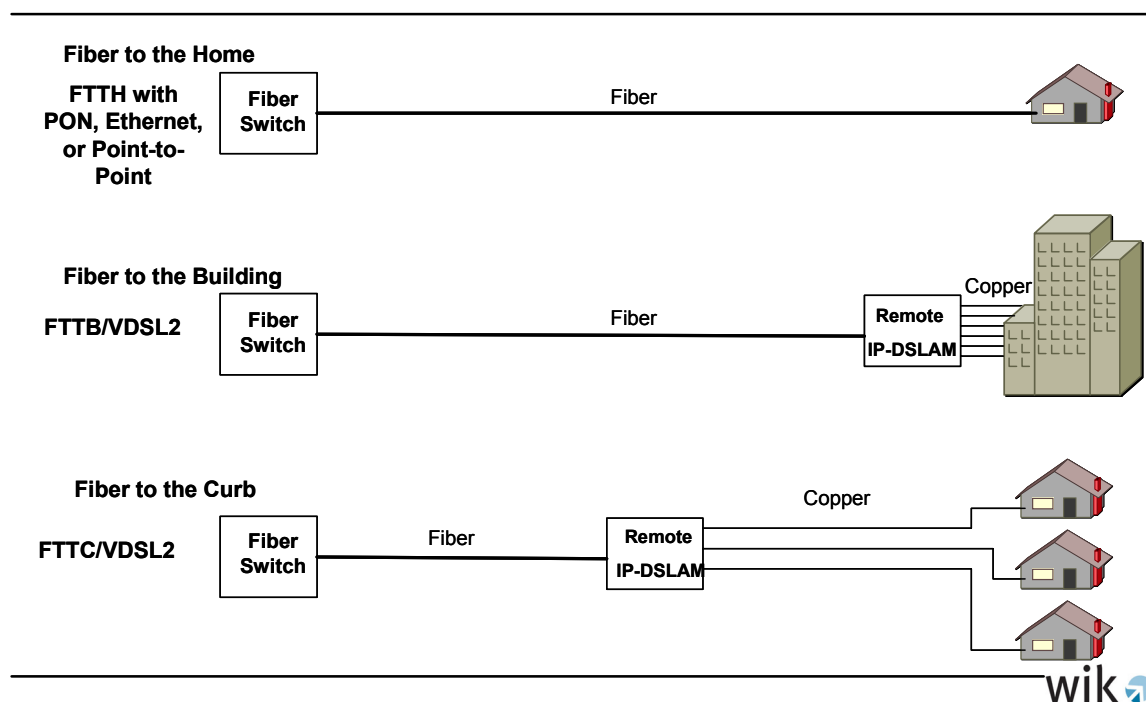 Fiber to the Home
FTTH with
PON, Ethernet,
or Point-to-
Point
Fiber
Switch
Fiber
Fiber to the Building
FTTB/VDSL2
Fiber
Switch
Fiber
Remote
IP-DSLAM
Copper
Fiber to the Curb
FTTC/VDSL2
Fiber
Switch
Fiber
Remote
IP-DSLAM
Copper
wik